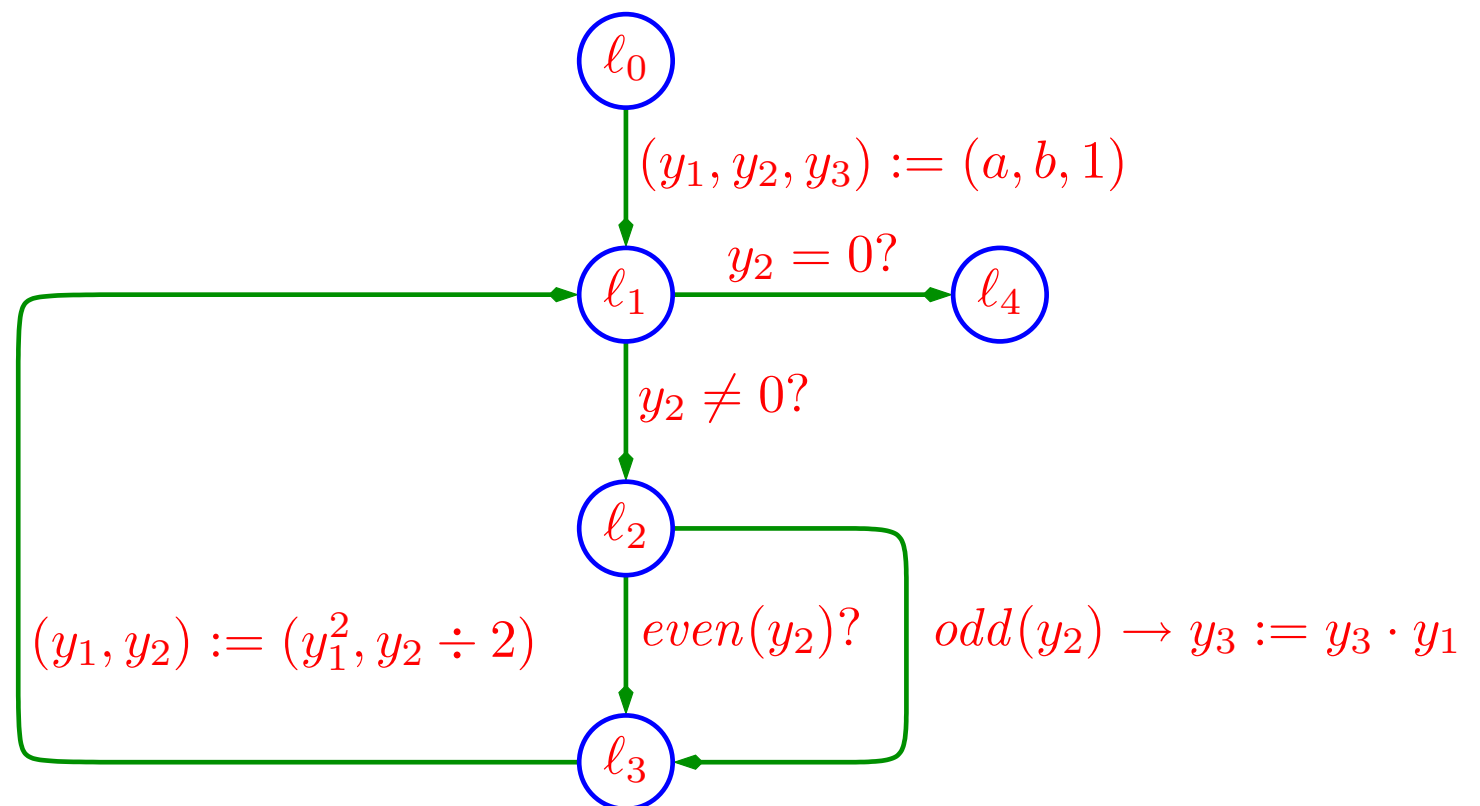 ℓ₀
(y₁, y₂, y₃) := (a, b, 1)
y₂ = 0?
ℓ₁
ℓ₄
y₂ ≠ 0?
ℓ₂
(y₁, y₂) := (y₁², y₂ ÷ 2)
even(y₂)?
odd(y₂) → y₃ := y₃ · y₁
ℓ₃